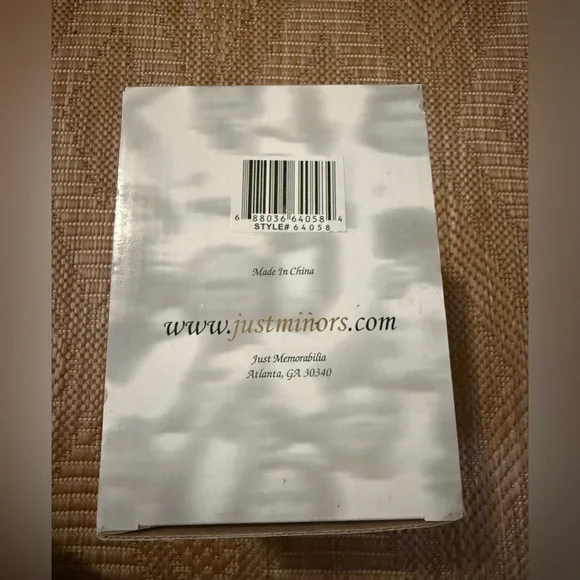 6 88036 64058 4
STYLE# 64058
Made In China
www.justminors.com
Just Memorabilia
Atlanta, GA 30340